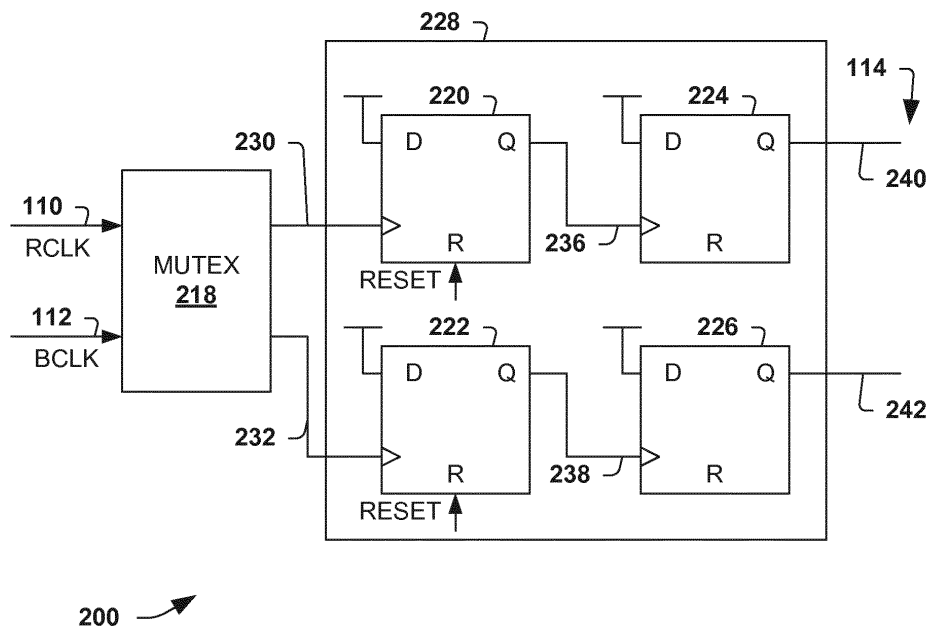 228
114
220
224
D Q
D Q
230
240
110
RCLK
R
236
R
MUTEX
218
RESET
112
BCLK
222
226
D Q
D Q
242
232
R
238
R
RESET
200